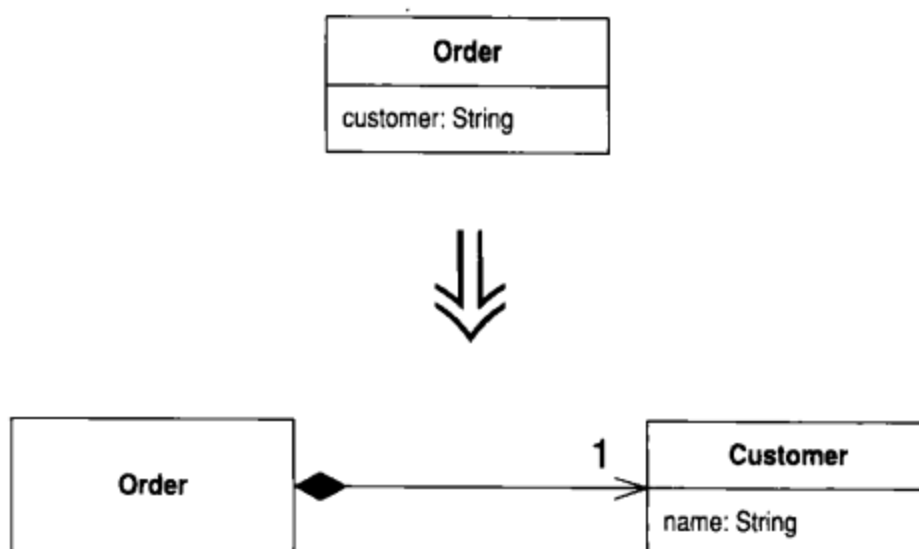 Order
customer: String
1
Customer
Order
name: String